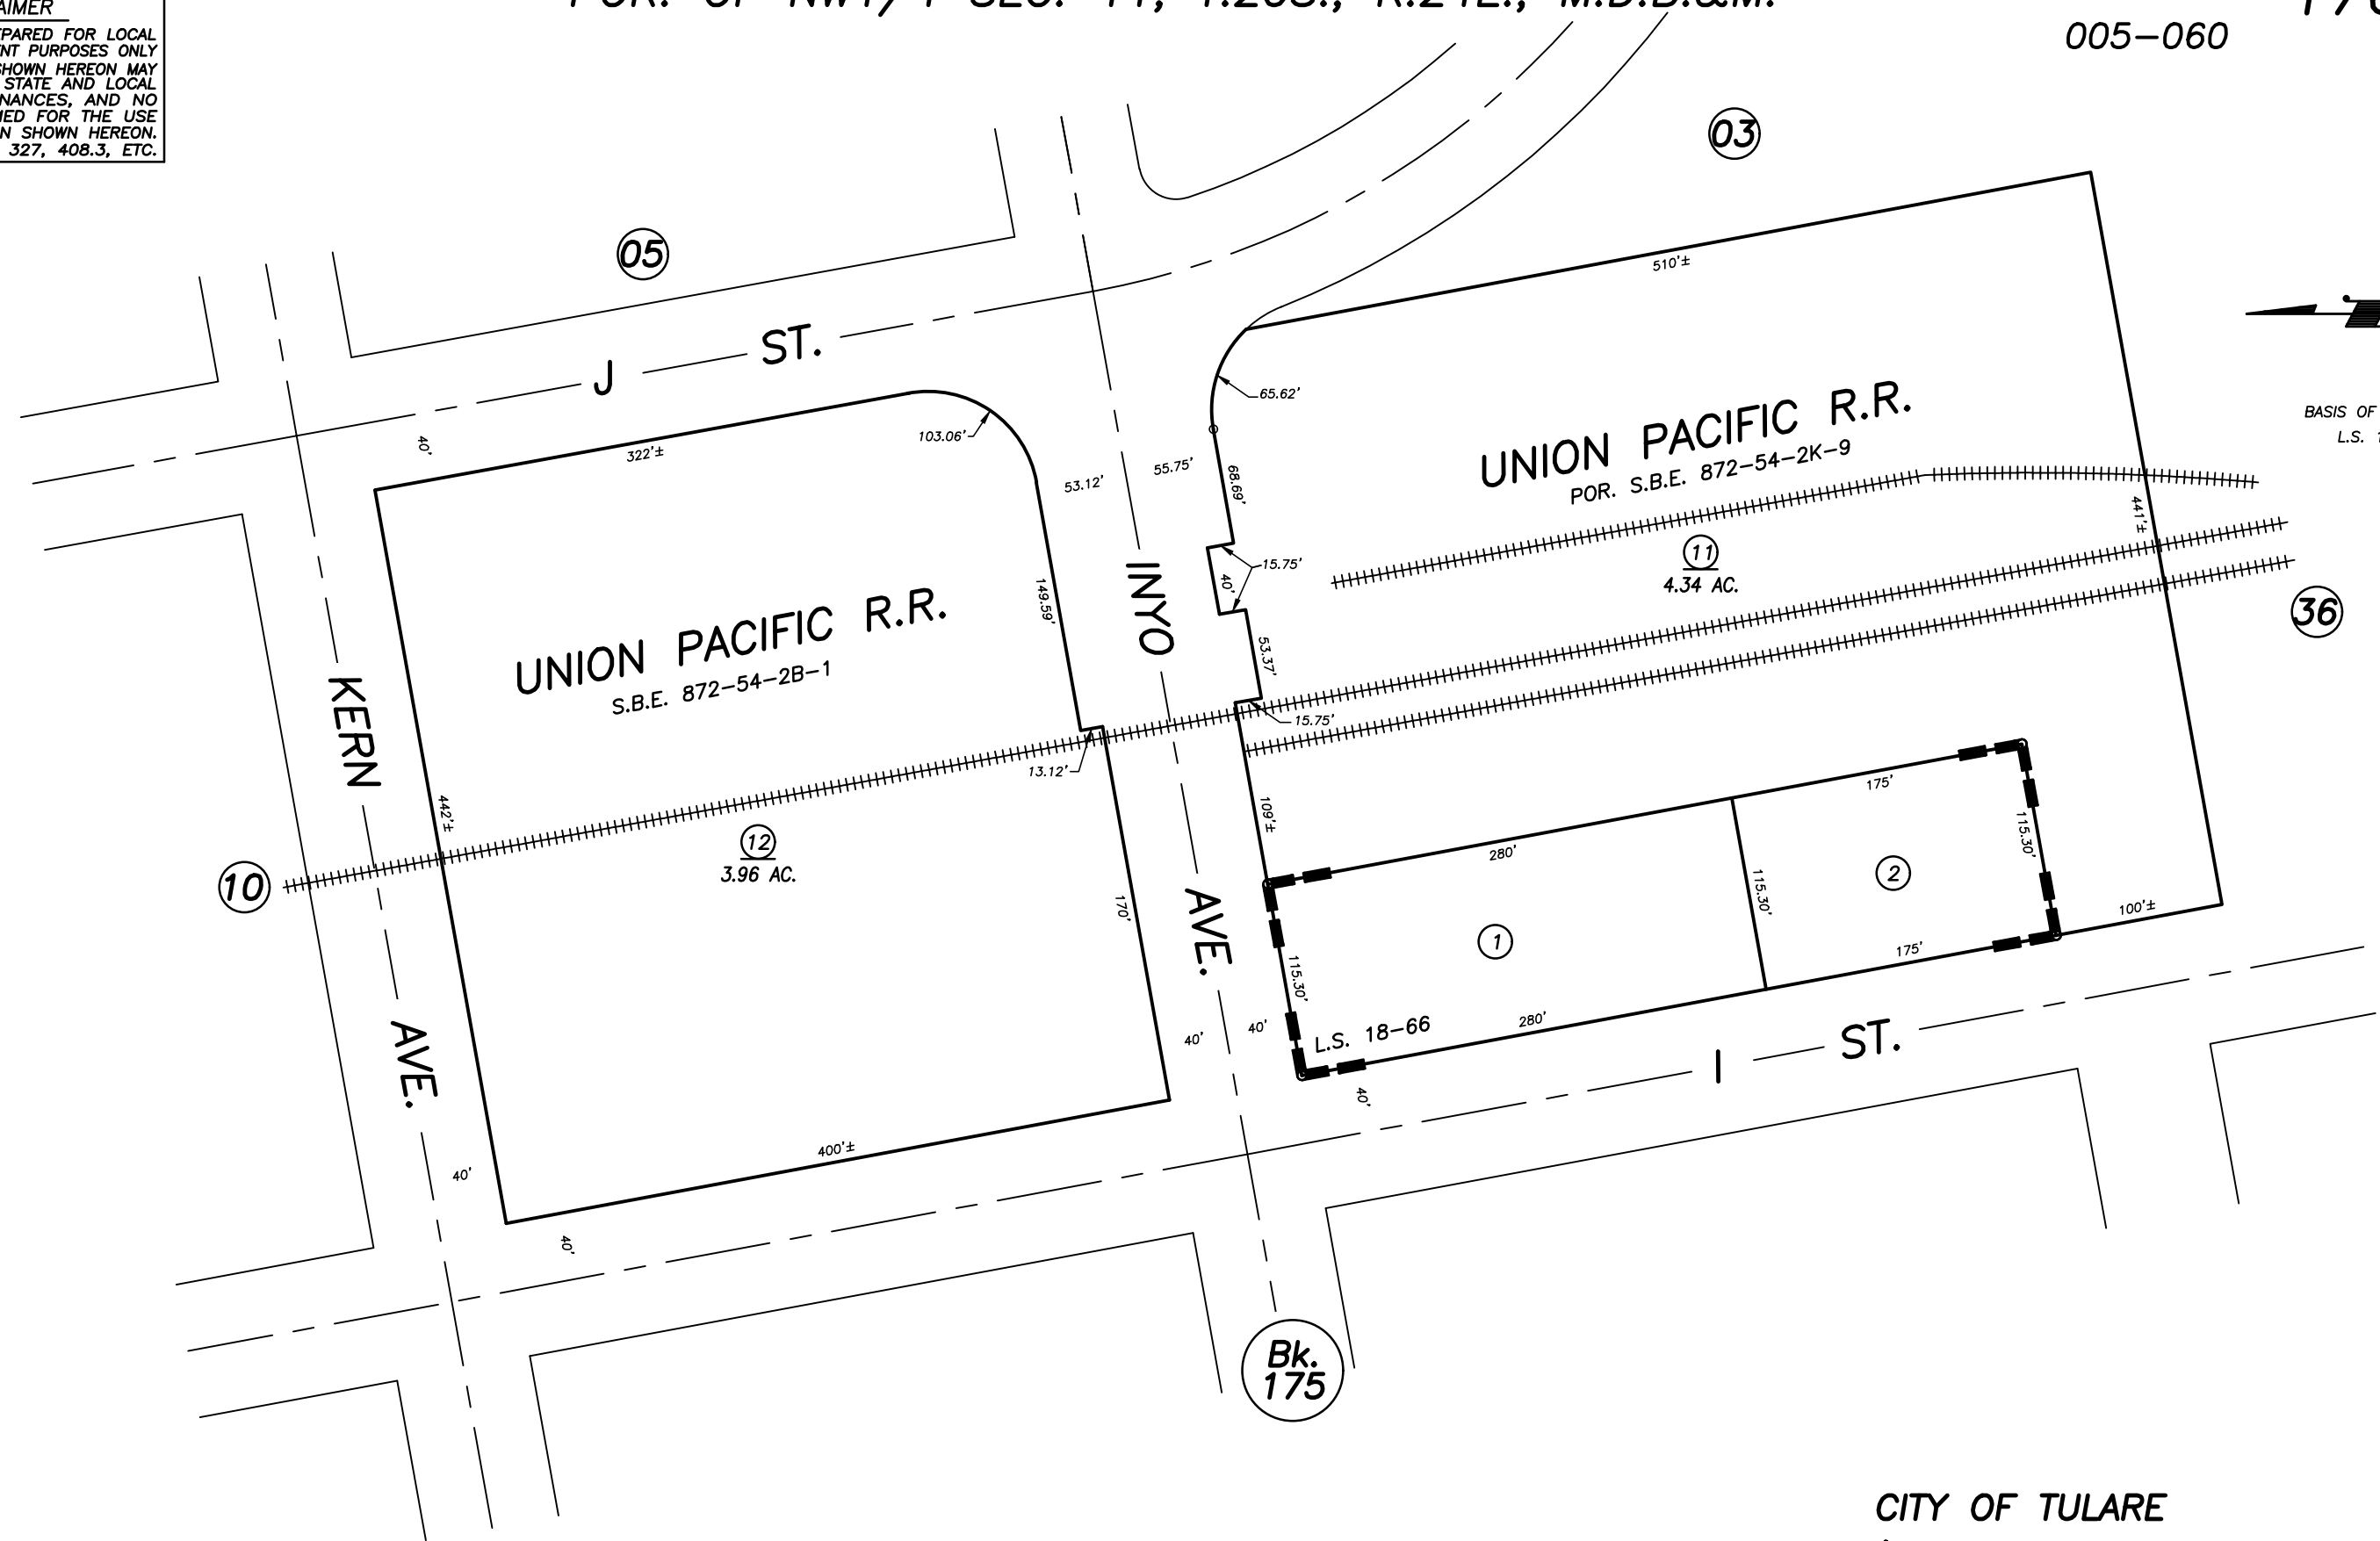 PARED FOR LOCAL
NT PURPOSES ONLY
SHOWN HEREON MAY
STATE AND LOCAL
NANCES, AND NO
MED FOR THE USE
N SHOWN HEREON.
327, 408.3, ETC.
005-060
03
05
510'±
J ST.
BASIS OF
L.S.
40'
322'±
103.06'
53.12'
55.75'
65.62'
68.69'
UNION PACIFIC R.R.
POR. S.B.E. 872-54-2K-9
441'±
15.75'
40'
11
4.34 AC.
36
149.59'
INYO
53.37'
UNION PACIFIC R.R.
S.B.E. 872-54-2B-1
KERN
15.75'
13.12'
442'±
109'±
175'
115.30'
12
3.96 AC.
280'
2
10
170'
115.30'
100'±
AVE.
1
175'
115.30'
L.S. 18-66
280'
40'
40'
ST.
I
AVE.
40'
400'±
40'
40'
Bk.
175
CITY OF TULARE